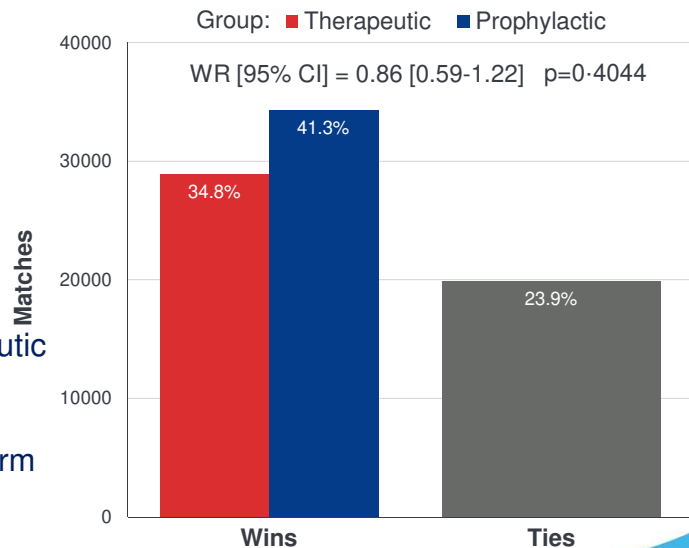 Group: Therapeutic Prophylactic
40000
WR [95% CI] = 0.86 [0.59-1.22] p=0·4044
41.3%
30000
34.8%
Matches
20000
23.9%
utic
10000
rm
0
Wins Ties